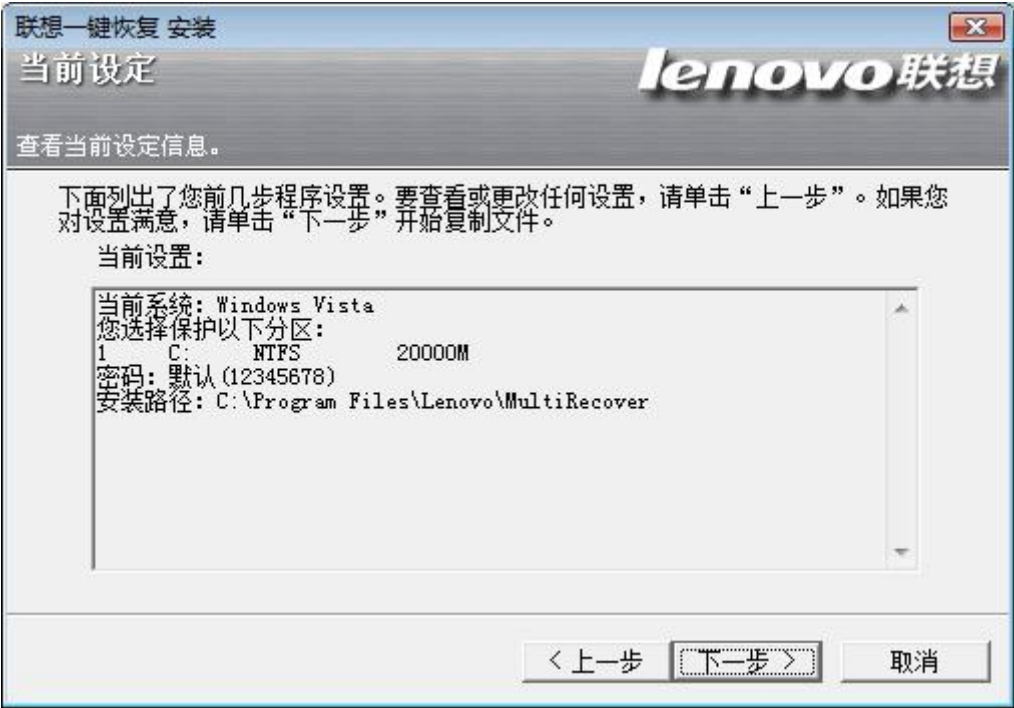 联想一键恢复 安装
当前设定
lenovo联想
查看当前设定信息。
下面列出了您前几步程序设置。要查看或更改任何设置，请单击“上一步”。如果您
对设置满意，请单击“下一步”开始复制文件。
当前设置：
当前系统：Windows Vista
您选择保护以下分区：
1 C: NTFS 20000M
密码：默认(12345678)
安装路径：C:\Program Files\Lenovo\MultiRecover
<上一步 下一步> 取消